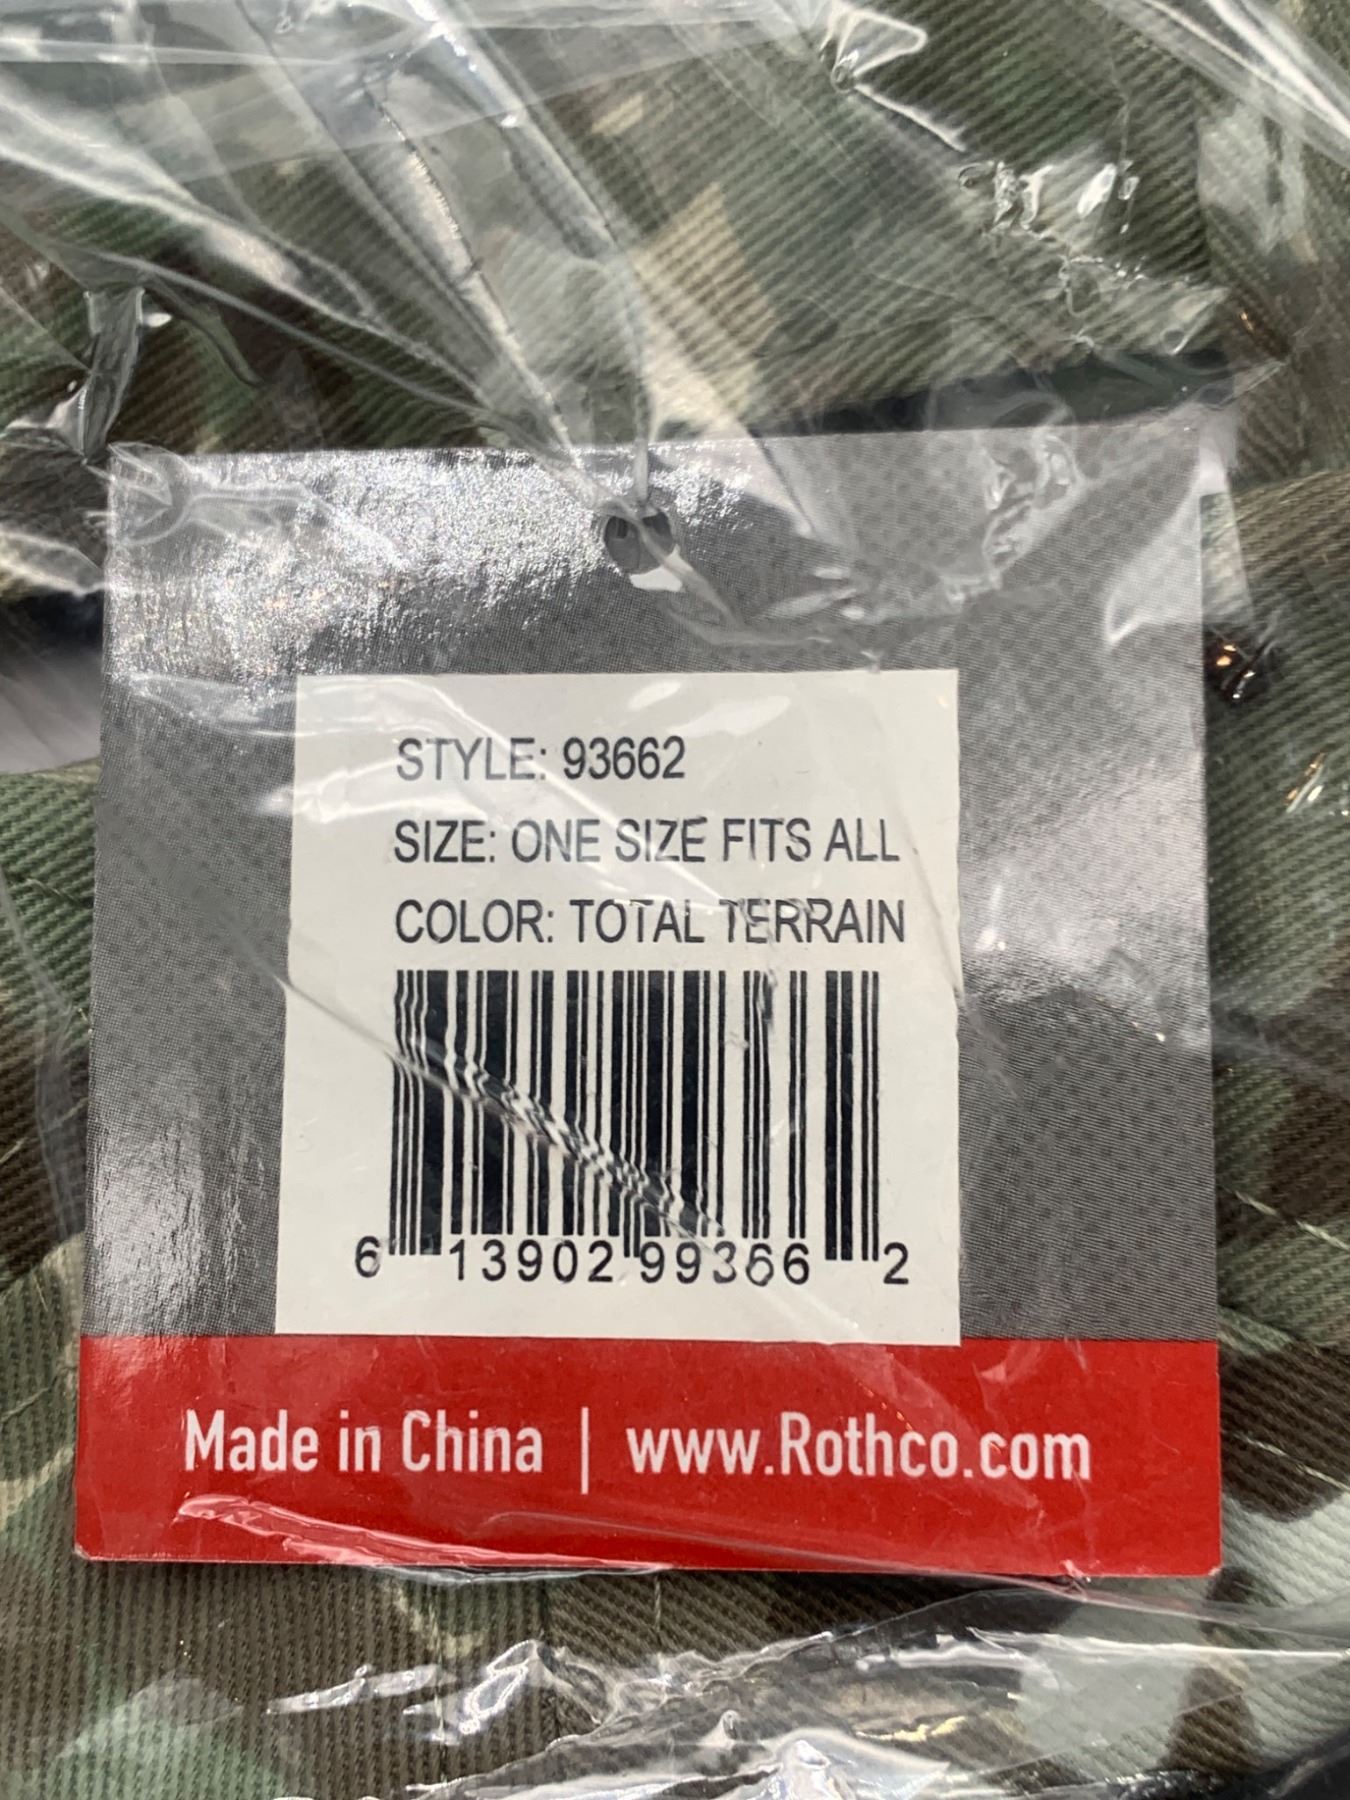 STYLE: 93662
SIZE: ONE SIZE FITS ALL
COLOR: TOTAL TERRAIN
6 13902 99366 2
Made in China | www.Rothco.com